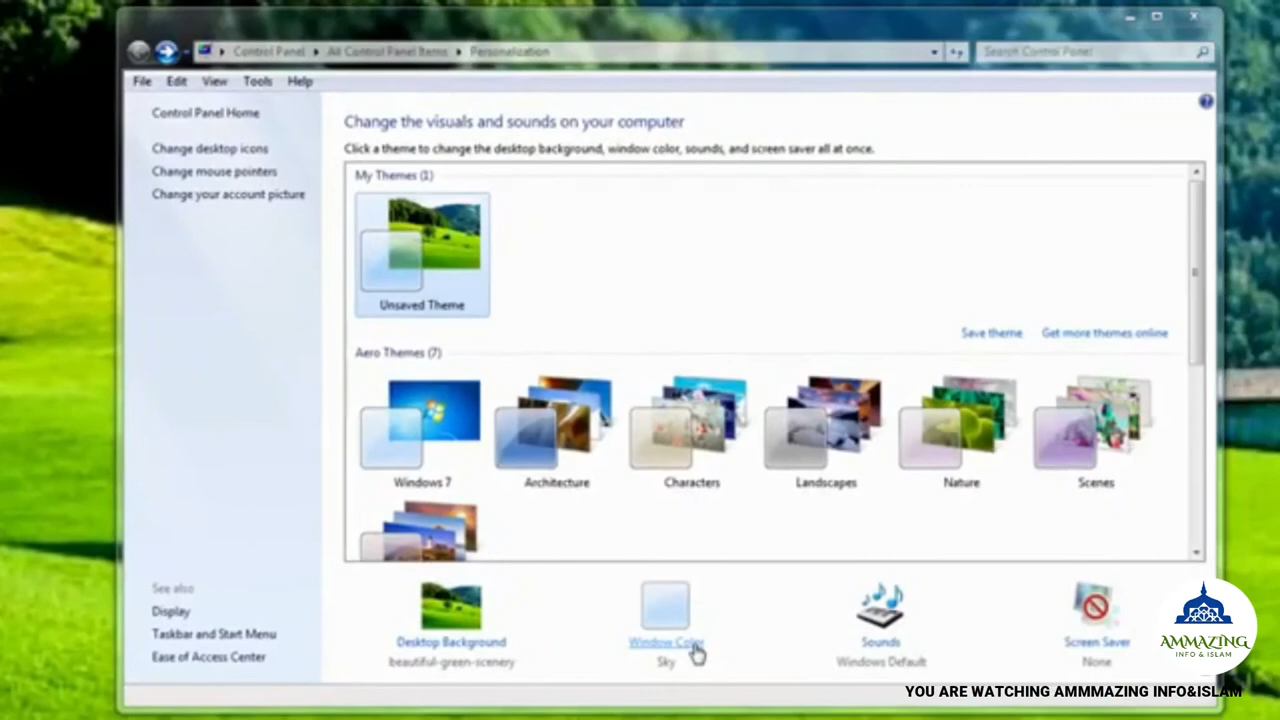 Control Panel ▸ All Control Panel Items ▸ Personalization
Search Control Panel
File Edit View Tools Help
Control Panel Home
Change desktop icons
Change mouse pointers
Change your account picture
Change the visuals and sounds on your computer
Click a theme to change the desktop background, window color, sounds, and screen saver all at once.
My Themes (1)
Unsaved Theme
Save theme Get more themes online
Aero Themes (7)
Windows 7 Architecture Characters Landscapes Nature Scenes
See also
Display
Taskbar and Start Menu
Ease of Access Center
Desktop Background
beautiful-green-scenery
Window Color
Sky
Sounds
Windows Default
Screen Saver
None
AMMAZING
INFO & ISLAM
YOU ARE WATCHING AMMMAZING INFO&ISLAM